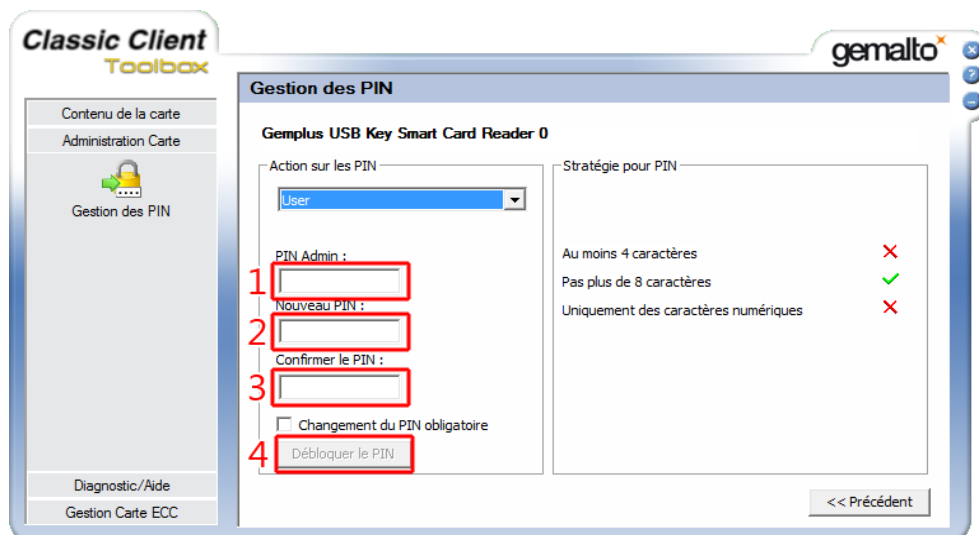 Classic Client
Toolbox
gemalto
Gestion des PIN
Contenu de la carte
Administration Carte
Gestion des PIN
Diagnostic/Aide
Gestion Carte ECC
Gemplus USB Key Smart Card Reader 0
Action sur les PIN
User
PIN Admin :
1
Nouveau PIN :
2
Confirmer le PIN :
3
Changement du PIN obligatoire
4 Débloquer le PIN
Stratégie pour PIN
Au moins 4 caractères
Pas plus de 8 caractères
Uniquement des caractères numériques
<< Précédent